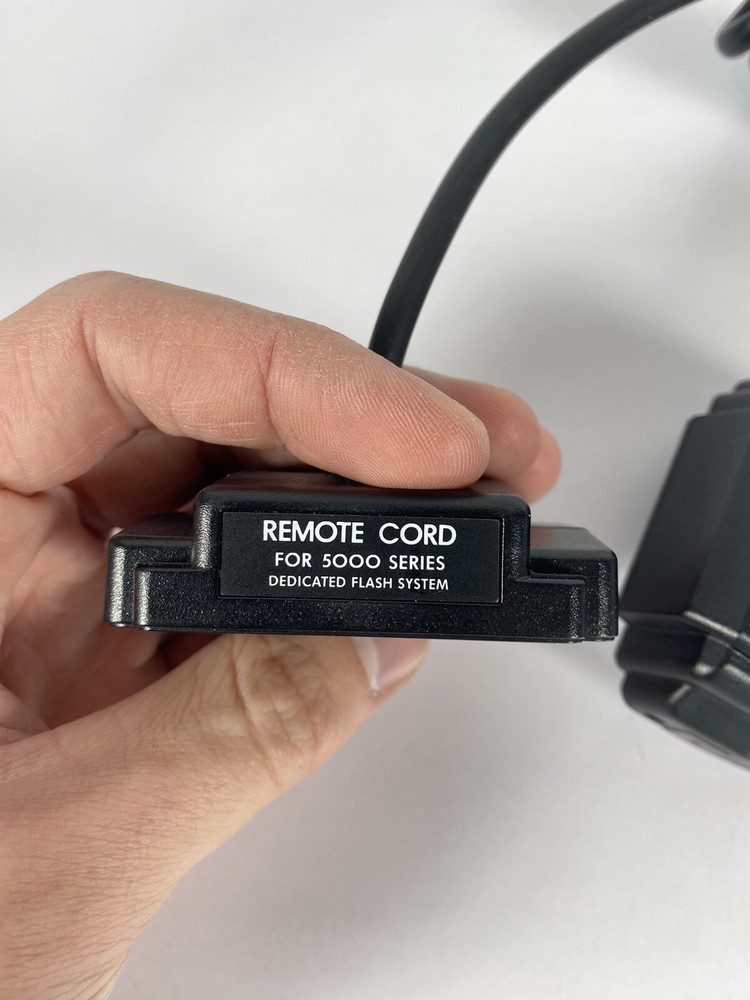 REMOTE CORD
FOR 5000 SERIES
DEDICATED FLASH SYSTEM